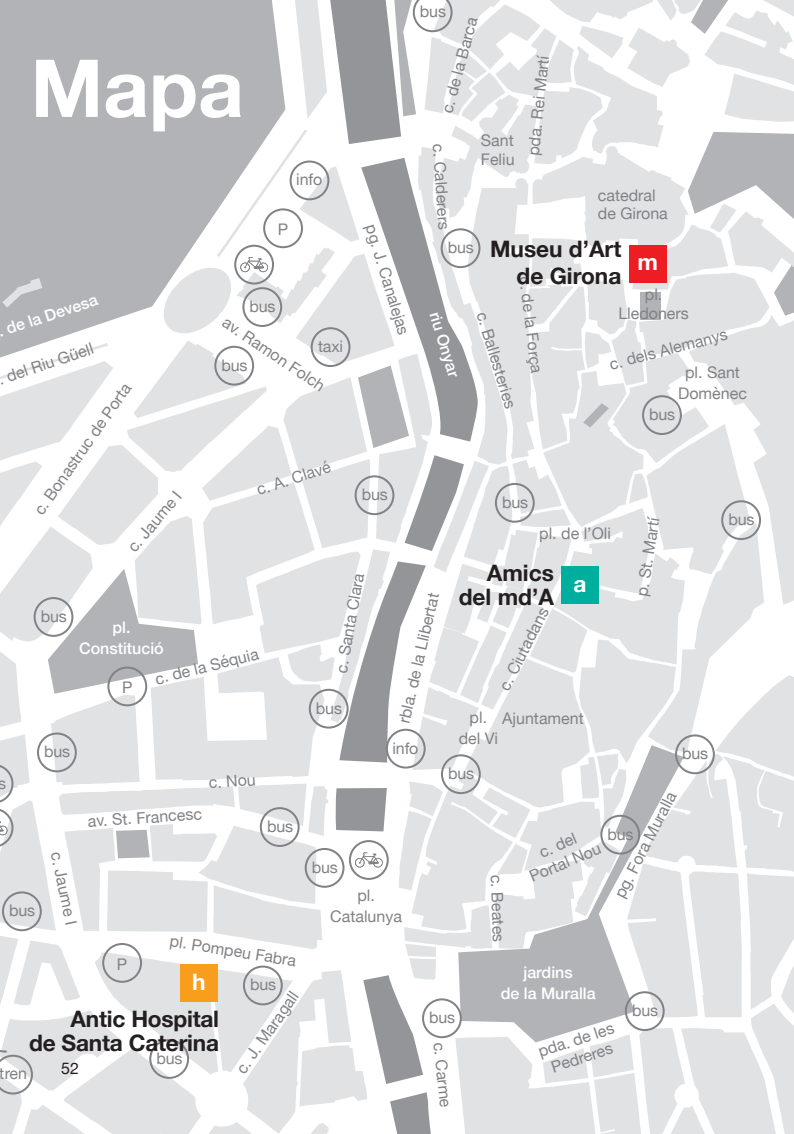 Mapa
bus
c. de la Barca
pda. Rei Martí
Sant
Feliu
c. Calderers
info
P
bus
catedral
de Girona
Museu d’Art
de Girona
m
pl.
Lledoners
pg. J. Canalejas
riu Onyar
c. Ballesteries
de la Força
c. dels Alemanys
pl. Sant
Domènec
bus
. de la Devesa
. del Riu Güell
bus
av. Ramon Folch
bus
taxi
c. Bonastruc de Porta
c. Jaume I
c. A. Clavé
bus
bus
bus
pl. de l’Oli
p. St. Martí
Amics
del md’A
a
bus
pl.
Constitució
P
c. de la Séquia
c. Santa Clara
rbla. de la Llibertat
c. Ciutadans
bus
info
pl.
del Vi
Ajuntament
bus
bus
bus
s
c. Nou
av. St. Francesc
bus
bus
pl.
Catalunya
c. del
Portal Nou
bus
pg. Fora Muralla
c. Beates
c. Jaume I
bus
pl. Pompeu Fabra
P
h
bus
Antic Hospital
de Santa Caterina
bus
c. J. Maragall
jardins
de la Muralla
bus
bus
pda. de les
Pedreres
c. Carme
tren
52